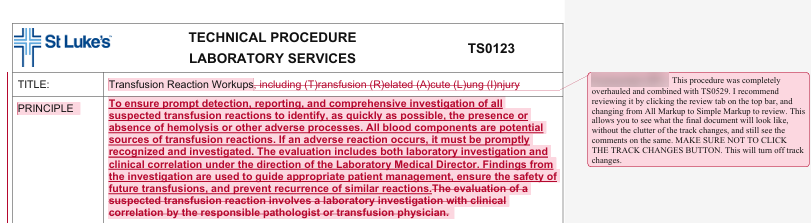 St Luke's
TECHNICAL PROCEDURE
LABORATORY SERVICES
TS0123
TITLE:
Transfusion Reaction Workups, including (T)ransfusion (R)elated (A)cute (L)ung (I)njury
PRINCIPLE
To ensure prompt detection, reporting, and comprehensive investigation of all
suspected transfusion reactions to identify, as quickly as possible, the presence or
absence of hemolysis or other adverse processes. All blood components are potential
sources of transfusion reactions. If an adverse reaction occurs, it must be promptly
recognized and investigated. The evaluation includes both laboratory investigation and
clinical correlation under the direction of the Laboratory Medical Director. Findings from
the investigation are used to guide appropriate patient management, ensure the safety of
future transfusions, and prevent recurrence of similar reactions.The evaluation of a
suspected transfusion reaction involves a laboratory investigation with clinical
correlation by the responsible pathologist or transfusion physician.
This procedure was completely
overhauled and combined with TS0529. I recommend
reviewing it by clicking the review tab on the top bar, and
changing from All Markup to Simple Markup to review. This
allows you to see what the final document will look like,
without the clutter of the track changes, and still see the
comments on the same. MAKE SURE NOT TO CLICK
THE TRACK CHANGES BUTTON. This will turn off track
changes.